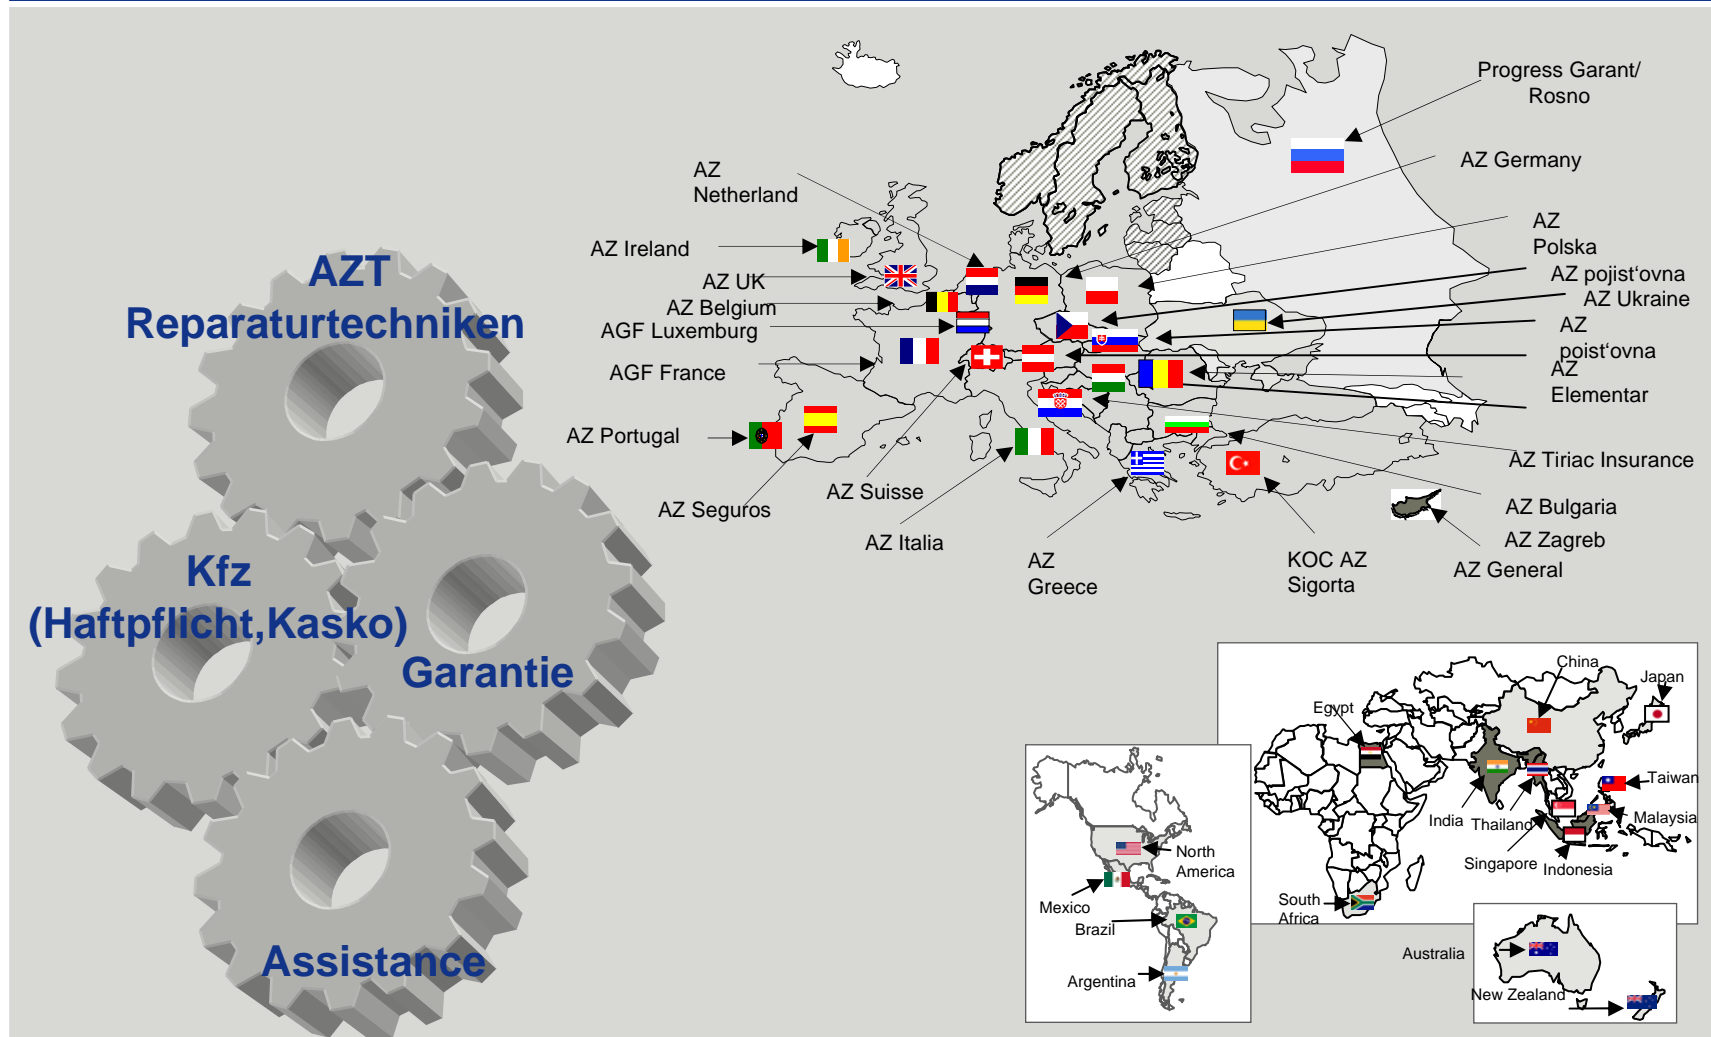 AZT
Reparaturtechniken
Kfz
(Haftpflicht,Kasko)
Garantie
Assistance
Progress Garant/
Rosno
AZ Germany
AZ
Netherland
AZ Ireland
AZ UK
AZ Belgium
AGF Luxemburg
AGF France
AZ Portugal
AZ Seguros
AZ Suisse
AZ Italia
AZ
Greece
KOC AZ
Sigorta
AZ
Polska
AZ pojist‘ovna
AZ Ukraine
AZ
poist‘ovna
AZ
Elementar
AZ Tiriac Insurance
AZ Bulgaria
AZ Zagreb
AZ General
North
America
Mexico
Brazil
Argentina
China
Japan
Egypt
Taiwan
India
Thailand
Malaysia
Singapore
Indonesia
South
Africa
Australia
New Zealand